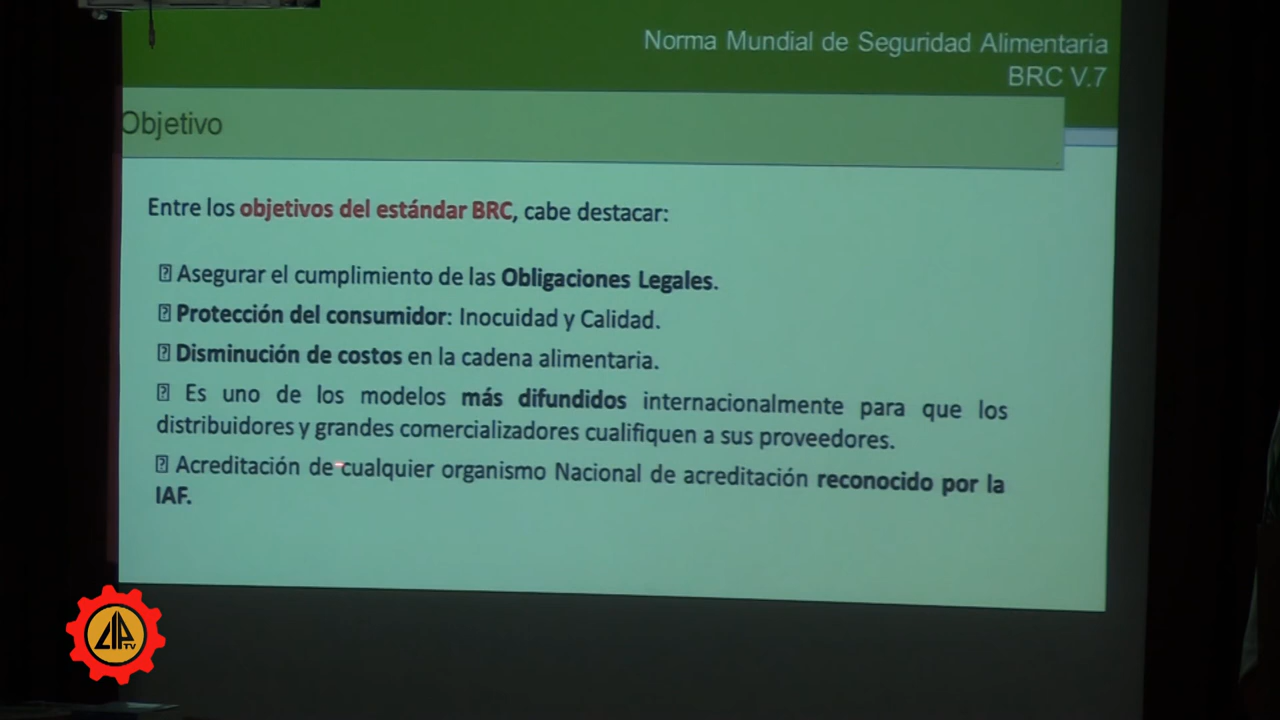 Norma Mundial de Seguridad Alimentaria
BRC V.7
Objetivo
Entre los objetivos del estándar BRC, cabe destacar:
⍰ Asegurar el cumplimiento de las Obligaciones Legales.
⍰ Protección del consumidor: Inocuidad y Calidad.
⍰ Disminución de costos en la cadena alimentaria.
⍰ Es uno de los modelos más difundidos internacionalmente para que los
distribuidores y grandes comercializadores cualifiquen a sus proveedores.
⍰ Acreditación de cualquier organismo Nacional de acreditación reconocido por la
IAF.
CIP TV